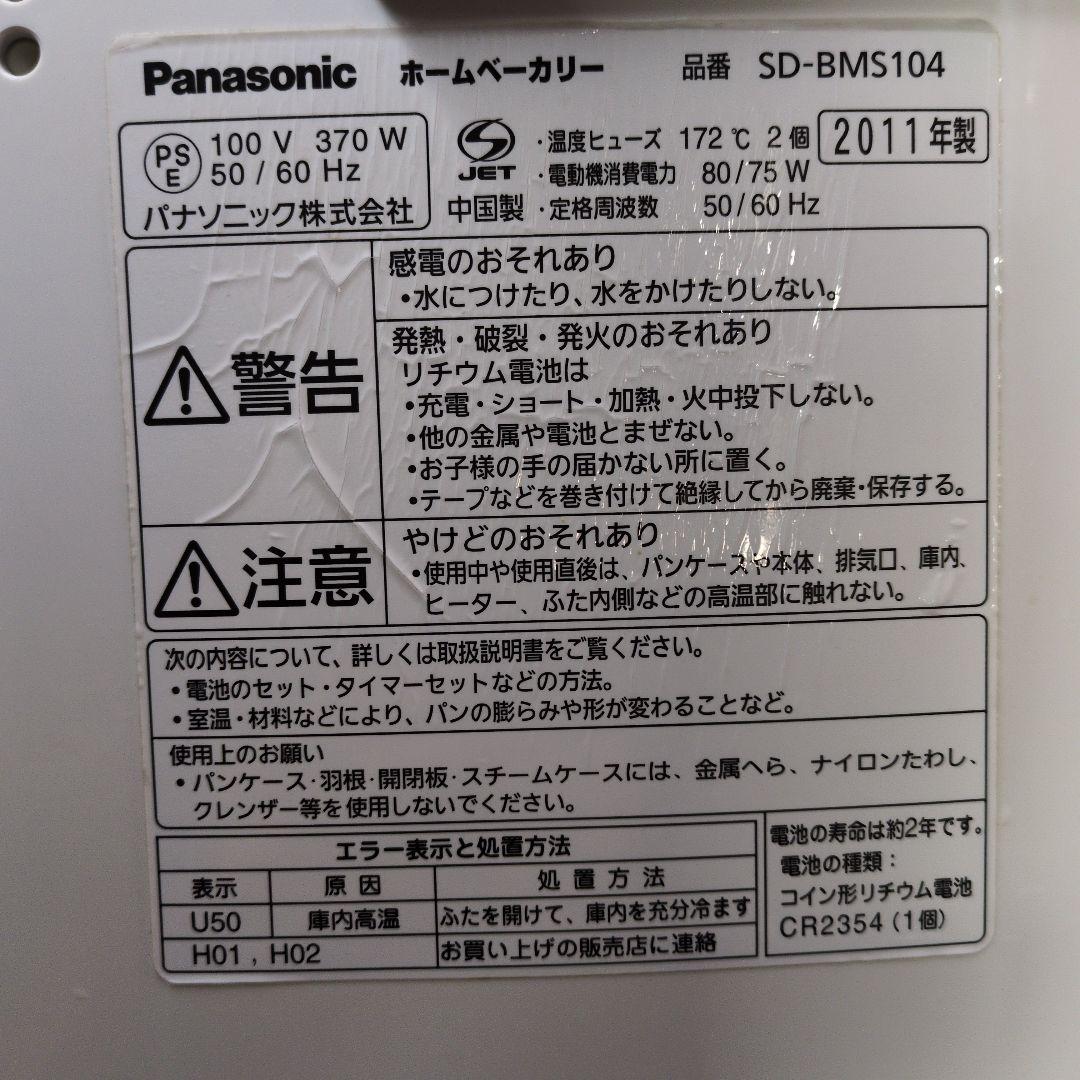 Panasonic ホームベーカリー 品番 SD-BMS104
PS E 100 V 370 W
50 / 60 Hz
パナソニック株式会社
JET
中国製
・温度ヒューズ 172 ℃ 2 個
・電動機消費電力 80/75 W
・定格周波数 50/60 Hz
2011年製
警告
感電のおそれあり
・水につけたり、水をかけたりしない。
発熱・破裂・発火のおそれあり
リチウム電池は
・充電・ショート・加熱・火中投下しない。
・他の金属や電池とまぜない。
・お子様の手の届かない所に置く。
・テープなどを巻き付けて絶縁してから廃棄・保存する。
注意
やけどのおそれあり
・使用中や使用直後は、パンケースや本体、排気口、庫内、
ヒーター、ふた内側などの高温部に触れない。
次の内容について、詳しくは取扱説明書をご覧ください。
・電池のセット・タイマーセットなどの方法。
・室温・材料などにより、パンの膨らみや形が変わることなど。
使用上のお願い
・パンケース・羽根・開閉板・スチームケースには、金属へら、ナイロンたわし、
クレンザー等を使用しないでください。
エラー表示と処置方法
表示 原因 処置方法
U50 庫内高温 ふたを開けて、庫内を充分冷ます
H01 , H02 お買い上げの販売店に連絡
電池の寿命は約2年です。
電池の種類：
コイン形リチウム電池
CR2354 (1個)